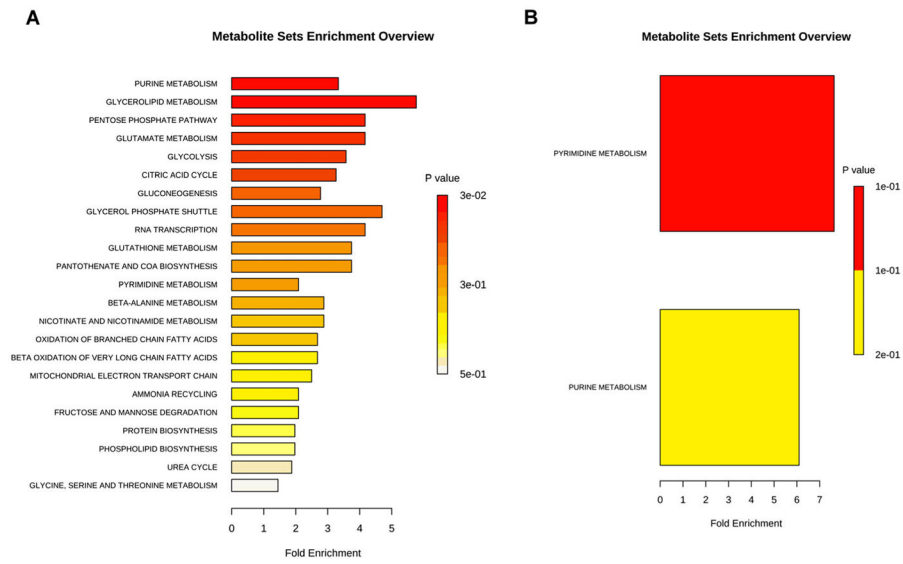 A
Metabolite Sets Enrichment Overview
PURINE METABOLISM
GLYCEROLIPID METABOLISM
PENTOSE PHOSPHATE PATHWAY
GLUTAMATE METABOLISM
GLYCOLYSIS
CITRIC ACID CYCLE
GLUCONEOGENESIS
GLYCEROL PHOSPHATE SHUTTLE
RNA TRANSCRIPTION
GLUTATHIONE METABOLISM
PANTOTHENATE AND COA BIOSYNTHESIS
PYRIMIDINE METABOLISM
BETA-ALANINE METABOLISM
NICOTINATE AND NICOTINAMIDE METABOLISM
OXIDATION OF BRANCHED CHAIN FATTY ACIDS
BETA OXIDATION OF VERY LONG CHAIN FATTY ACIDS
MITOCHONDRIAL ELECTRON TRANSPORT CHAIN
AMMONIA RECYCLING
FRUCTOSE AND MANNOSE DEGRADATION
PROTEIN BIOSYNTHESIS
PHOSPHOLIPID BIOSYNTHESIS
UREA CYCLE
GLYCINE, SERINE AND THREONINE METABOLISM
0 1 2 3 4 5
Fold Enrichment
P value
3e-02
3e-01
5e-01
B
Metabolite Sets Enrichment Overview
PYRIMIDINE METABOLISM
PURINE METABOLISM
0 1 2 3 4 5 6 7
Fold Enrichment
P value
1e-01
1e-01
2e-01